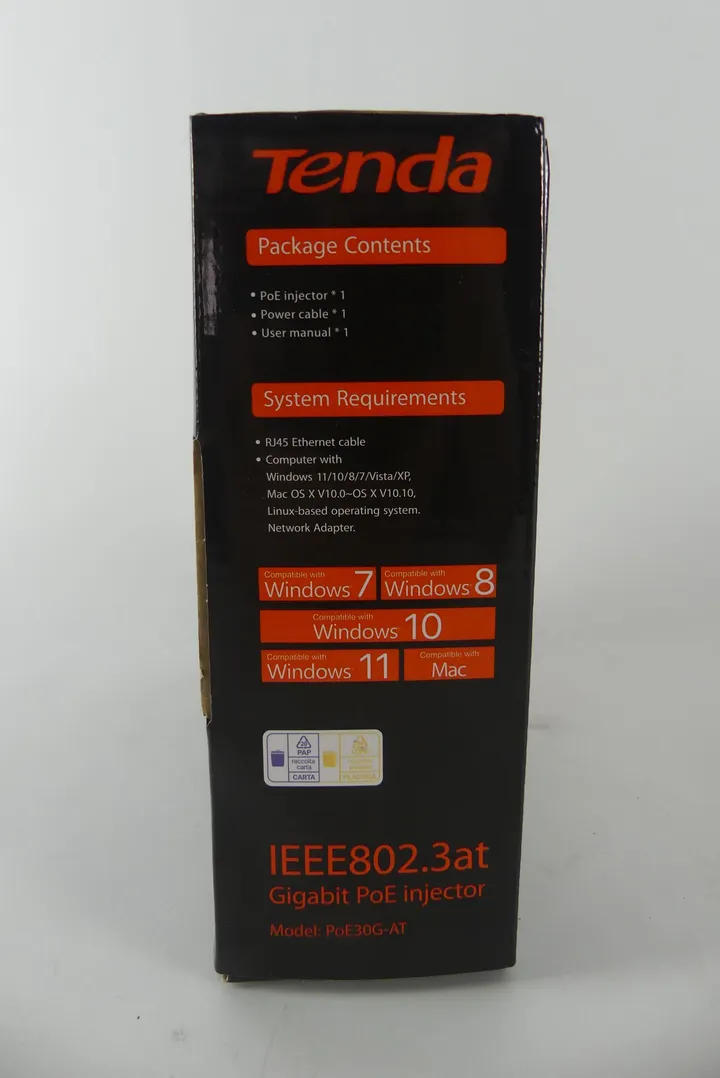 Tenda
Package Contents
• PoE injector * 1
• Power cable * 1
• User manual * 1
System Requirements
• RJ45 Ethernet cable
• Computer with
Windows 11/10/8/7/Vista/XP,
Mac OS X V10.0~OS X V10.10,
Linux-based operating system.
Network Adapter.
Compatible with
Windows 7
Compatible with
Windows 8
Compatible with
Windows 10
Compatible with
Windows 11
Compatible with
Mac
20
PAP
raccolta
carta
CARTA
PLASTICA
IEEE802.3at
Gigabit PoE injector
Model: PoE30G-AT